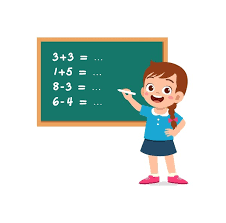 3+3 = ...
1+5 = ...
8-3 = ...
6-4 = ...